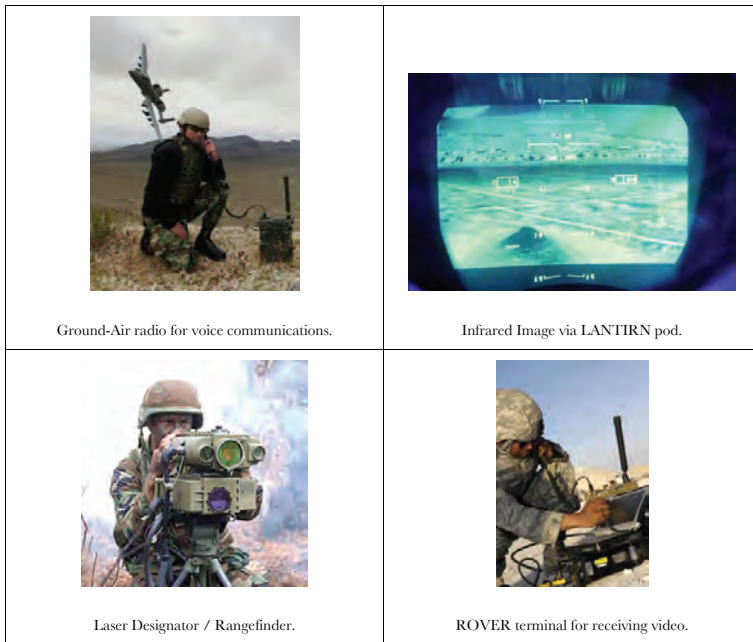 Ground-Air radio for voice communications.
Infrared Image via LANTIRN pod.
Laser Designator / Rangefinder.
ROVER terminal for receiving video.